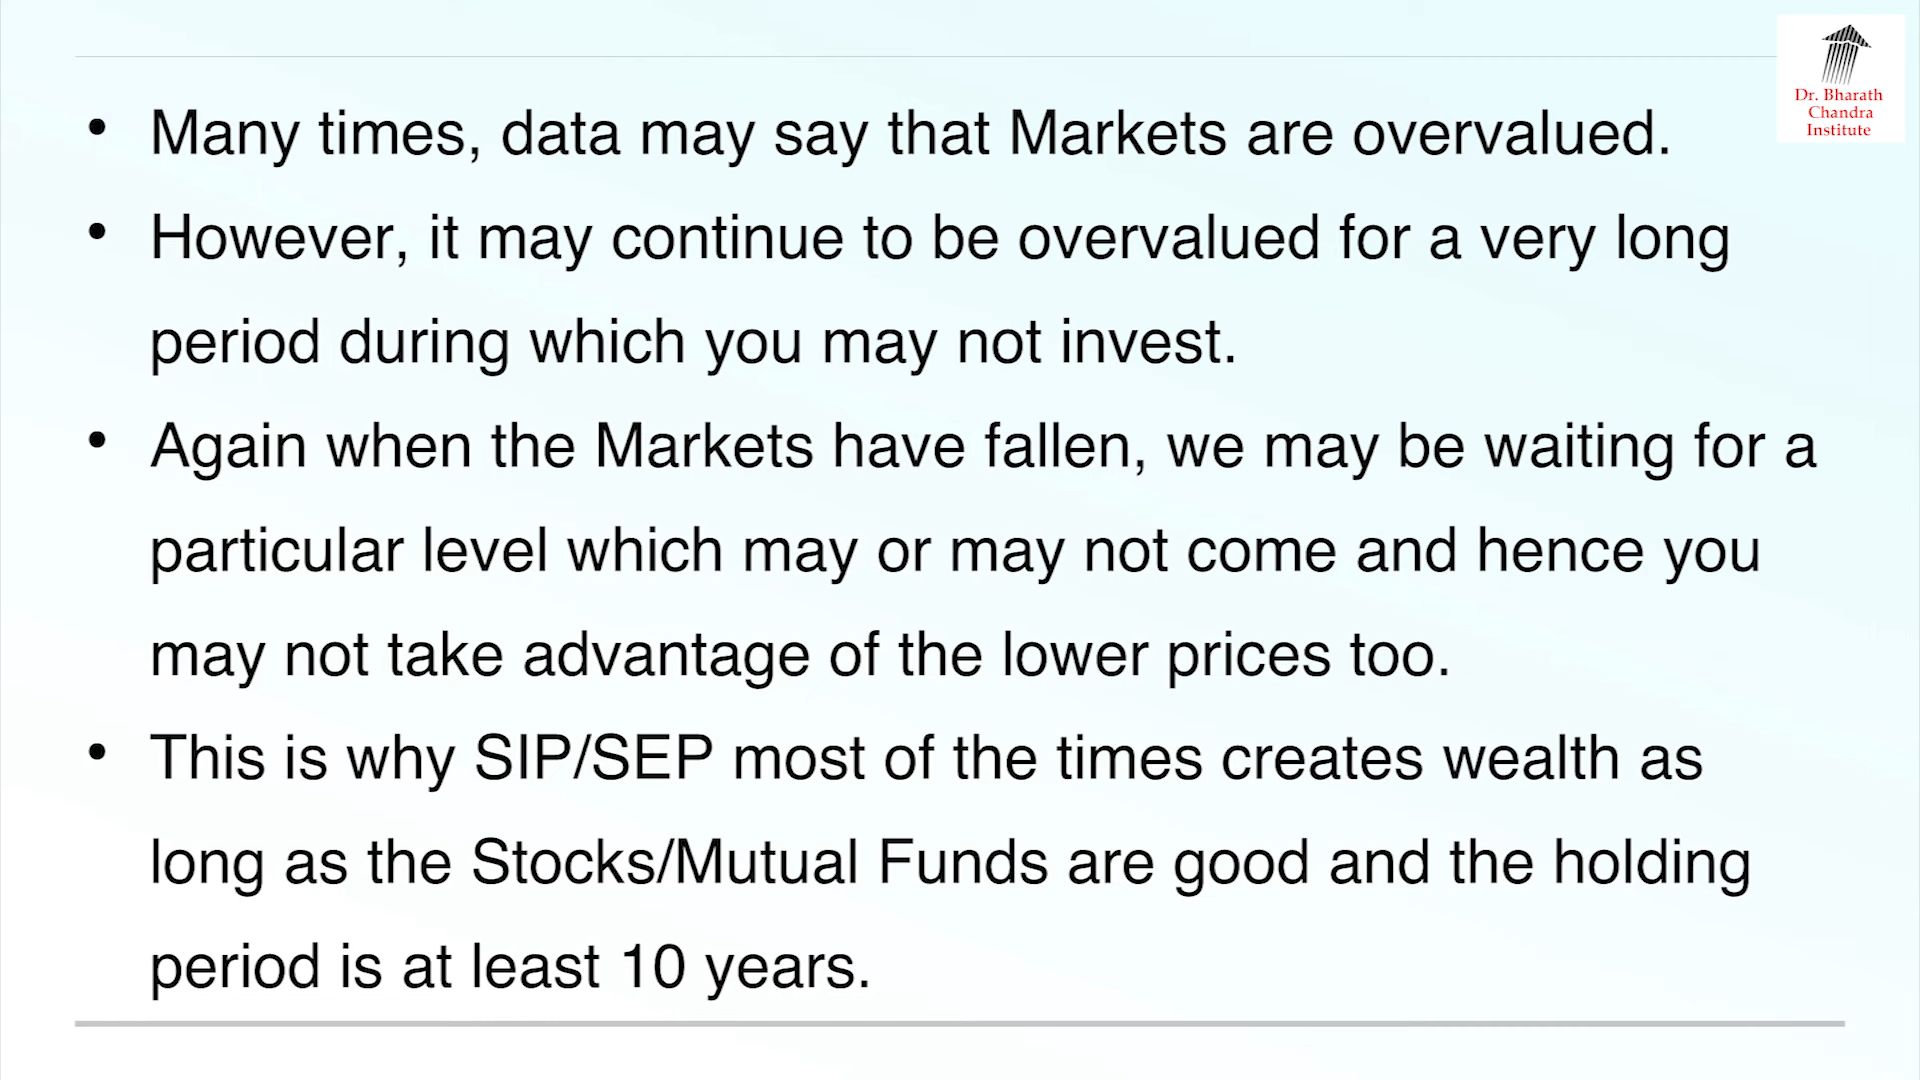 Dr. Bharath
Chandra
Institute
• Many times, data may say that Markets are overvalued.
• However, it may continue to be overvalued for a very long
period during which you may not invest.
• Again when the Markets have fallen, we may be waiting for a
particular level which may or may not come and hence you
may not take advantage of the lower prices too.
• This is why SIP/SEP most of the times creates wealth as
long as the Stocks/Mutual Funds are good and the holding
period is at least 10 years.